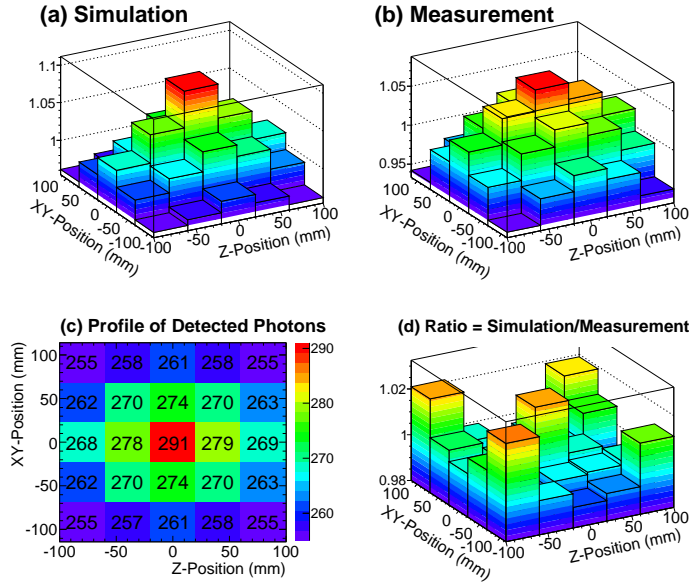 (a) Simulation
1.1
1.05
1
100
50
0
-50
-100
XY-Position (mm)
-100
-50
0
50
100
Z-Position (mm)
(b) Measurement
1.05
1
0.95
100
50
0
-50
-100
XY-Position (mm)
-100
-50
0
50
100
Z-Position (mm)
(c) Profile of Detected Photons
XY-Position (mm)
100
50
0
-50
-100
255 258 261 258 255
262 270 274 270 263
268 278 291 279 269
262 270 274 270 263
255 257 261 258 255
-100 -50 0 50 100
Z-Position (mm)
290
280
270
260
(d) Ratio = Simulation/Measurement
1.02
1
0.98
100
50
0
-50
-100
XY-Position (mm)
-100
-50
0
50
100
Z-Position (mm)